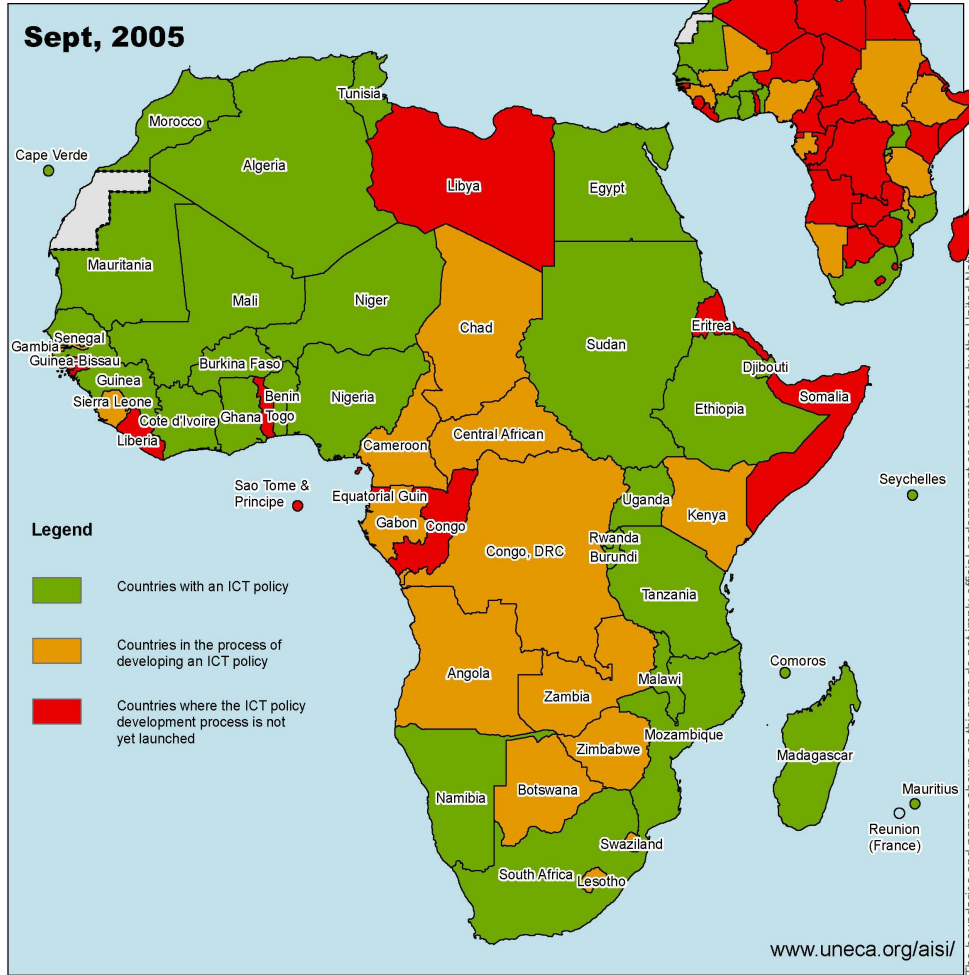 Sept, 2005
Tunisia
Morocco
Cape Verde
Algeria
Libya
Egypt
Mauritania
Mali
Niger
Chad
Sudan
Eritrea
Senegal
Gambia
Guinea-Bissau
Burkina Faso
Djibouti
Guinea
Benin
Nigeria
Somalia
Sierra Leone
Ethiopia
Cote d'Ivoire
Ghana
Togo
Liberia
Cameroon
Central African
Sao Tome &
Principe
Equatorial Guin
Uganda
Seychelles
Gabon
Congo
Kenya
Rwanda
Congo, DRC
Burundi
Tanzania
Legend
Countries with an ICT policy
Countries in the process of
developing an ICT policy
Countries where the ICT policy
development process is not
yet launched
Comoros
Angola
Malawi
Zambia
Mozambique
Zimbabwe
Madagascar
Namibia
Botswana
Mauritius
Reunion
(France)
Swaziland
South Africa
Lesotho
www.uneca.org/aisi/